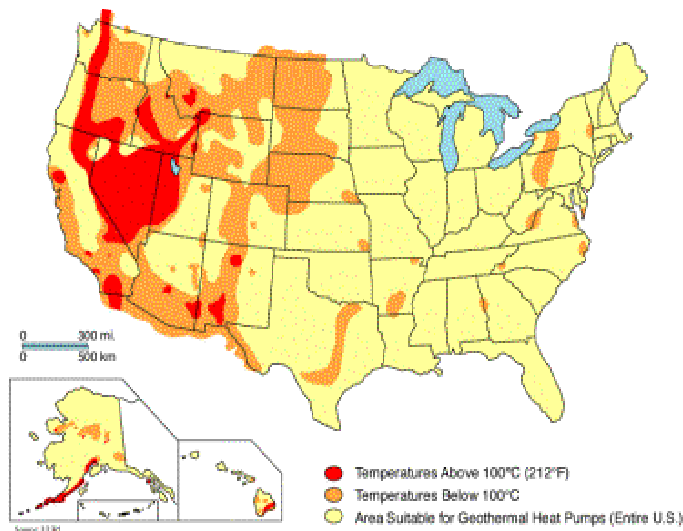 0 300 mi.
0 500 km
Temperatures Above 100°C (212°F)
Temperatures Below 100°C
Area Suitable for Geothermal Heat Pumps (Entire U.S.)